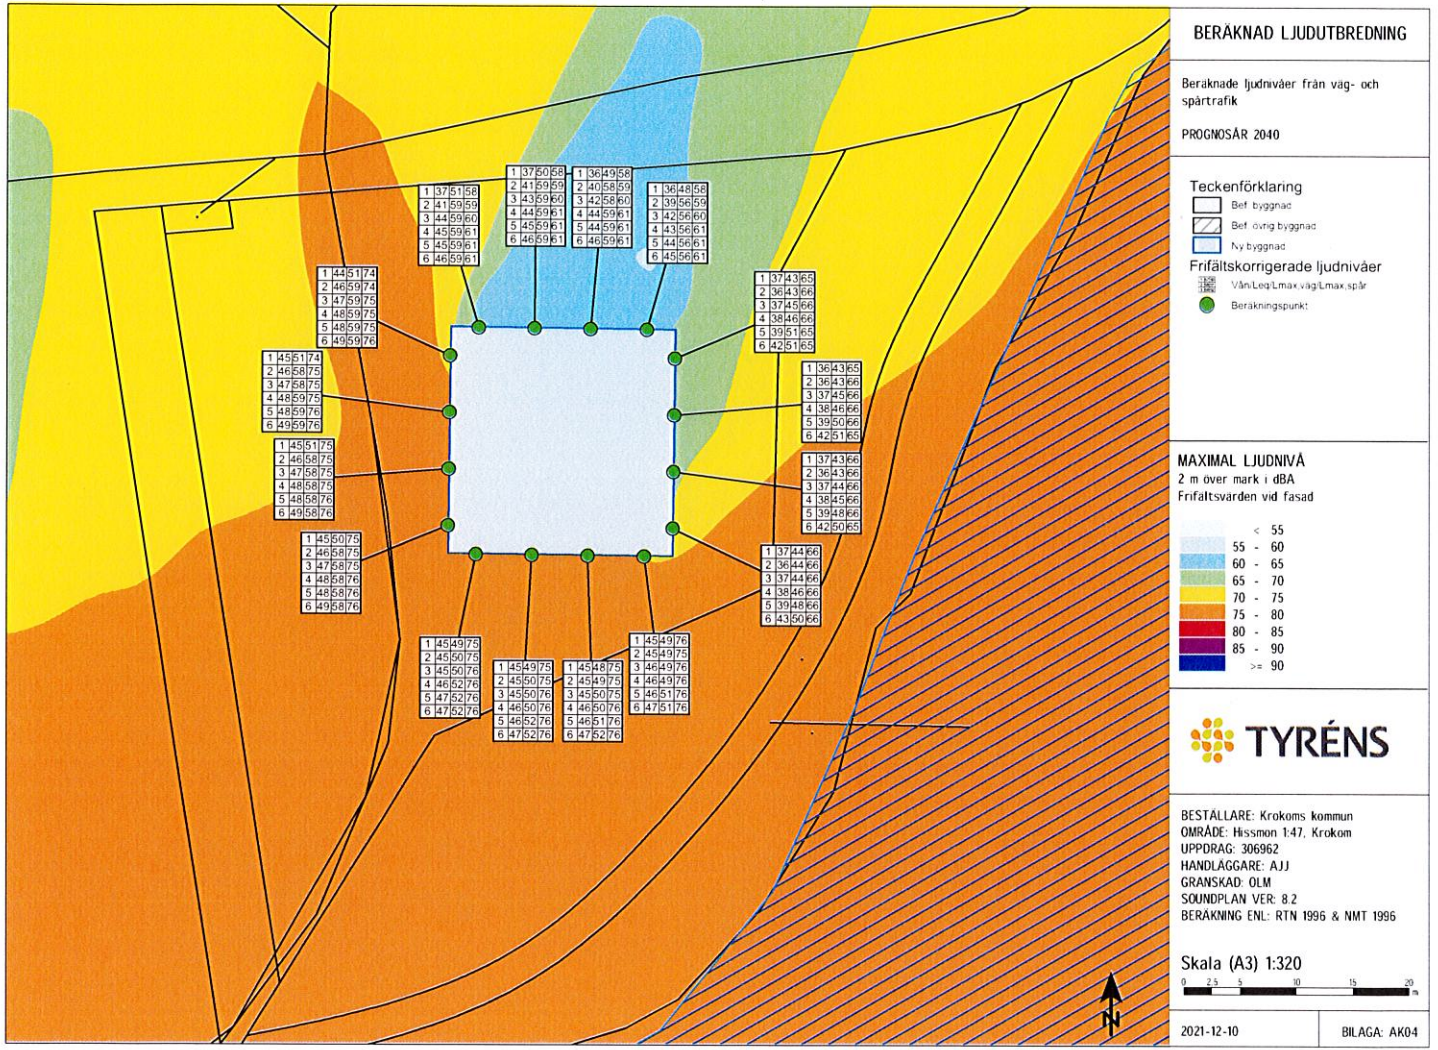 1 37 51 58
2 41 59 59
3 44 59 60
4 45 59 61
5 45 59 61
6 46 59 61
1 37 50 58
2 41 59 59
3 43 59 60
4 44 59 61
5 45 59 61
6 46 59 61
1 36 49 58
2 40 58 59
3 42 58 60
4 44 59 61
5 44 59 61
6 46 59 61
1 36 48 58
2 39 56 59
3 42 56 60
4 43 56 61
5 44 56 61
6 45 56 61
1 44 51 74
2 46 59 74
3 47 59 75
4 48 59 75
5 48 59 75
6 49 59 76
1 37 43 65
2 36 43 66
3 37 45 66
4 38 46 66
5 39 51 65
6 42 51 65
1 45 51 74
2 46 58 75
3 47 58 75
4 48 59 75
5 48 59 76
6 49 59 76
1 36 43 65
2 36 43 66
3 37 45 66
4 38 46 66
5 39 50 66
6 42 51 65
1 45 51 75
2 46 58 75
3 47 58 75
4 48 58 75
5 48 58 76
6 49 58 76
1 37 43 66
2 36 43 66
3 37 44 66
4 38 45 66
5 39 48 66
6 42 50 65
1 45 50 75
2 46 58 75
3 47 58 75
4 48 58 76
5 48 58 76
6 49 58 76
1 37 44 66
2 36 44 66
3 37 44 66
4 38 46 66
5 39 48 66
6 43 50 66
1 45 49 75
2 45 50 75
3 45 50 76
4 46 52 76
5 47 52 76
6 47 52 76
1 45 49 75
2 45 50 75
3 45 50 76
4 46 50 76
5 46 52 76
6 47 52 76
1 45 48 75
2 45 49 75
3 45 50 75
4 46 50 76
5 46 51 76
6 47 52 76
1 45 49 76
2 45 49 75
3 46 49 76
4 46 49 76
5 46 51 76
6 47 51 76
N
BERÄKNAD LJUDUTBREDNING
Beräknade ljudnivåer från väg- och
spårtrafik
PROGNOSÅR 2040
Teckenförklaring
Bef byggnad
Bef övrig byggnad
Ny byggnad
Frifältskorrigerade ljudnivåer
Vån/Leq/Lmax,väg/Lmax,spår
Beräkningspunkt
MAXIMAL LJUDNIVÅ
2 m över mark i dBA
Frifältsvärden vid fasad
< 55
55 - 60
60 - 65
65 - 70
70 - 75
75 - 80
80 - 85
85 - 90
>= 90
TYRÉNS
BESTÄLLARE: Krokoms kommun
OMRÅDE: Hissmon 1:47, Krokom
UPPDRAG: 306962
HANDLÄGGARE: AJJ
GRANSKAD: OLM
SOUNDPLAN VER: 8.2
BERÄKNING ENL: RTN 1996 & NMT 1996
Skala (A3) 1:320
0 2.5 5 10 15 20
m
2021-12-10
BILAGA: AK04